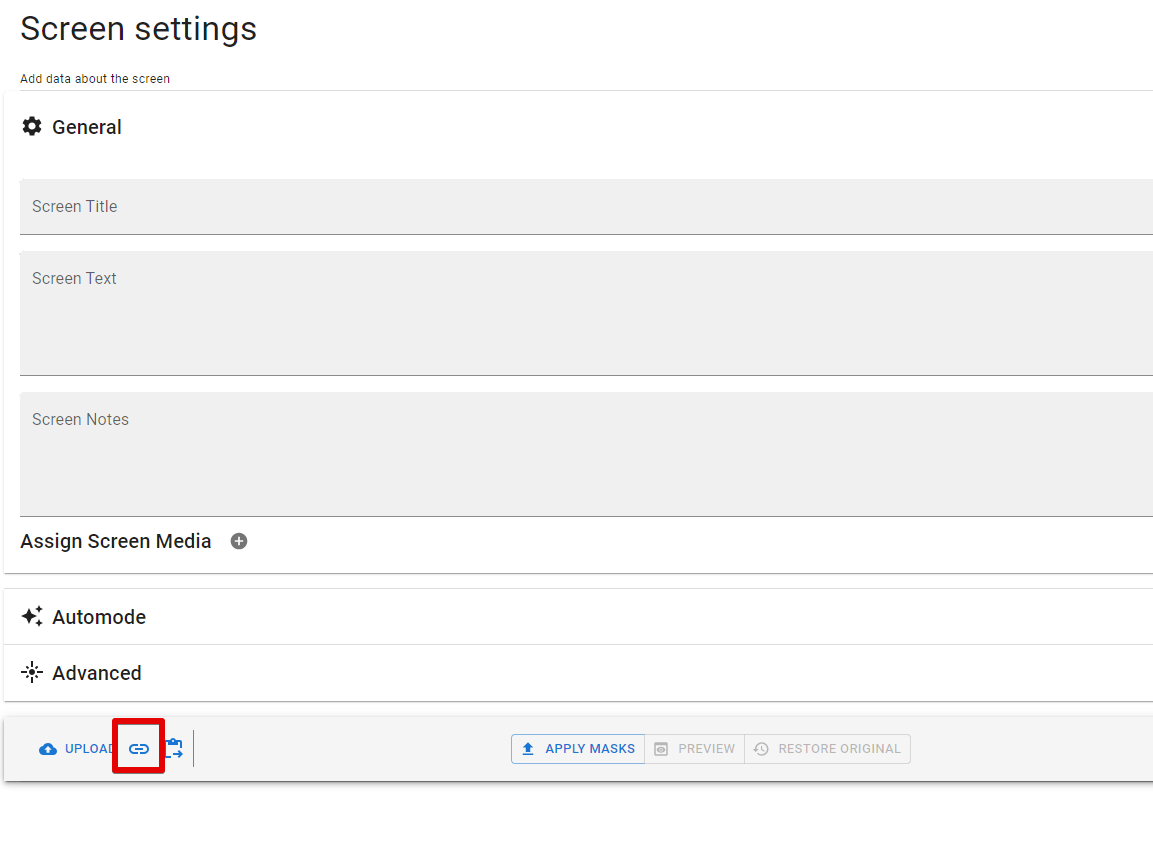 Screen settings
Add data about the screen
General
Screen Title
Screen Text
Screen Notes
Assign Screen Media
Automode
Advanced
UPLOAD APPLY MASKS PREVIEW RESTORE ORIGINAL